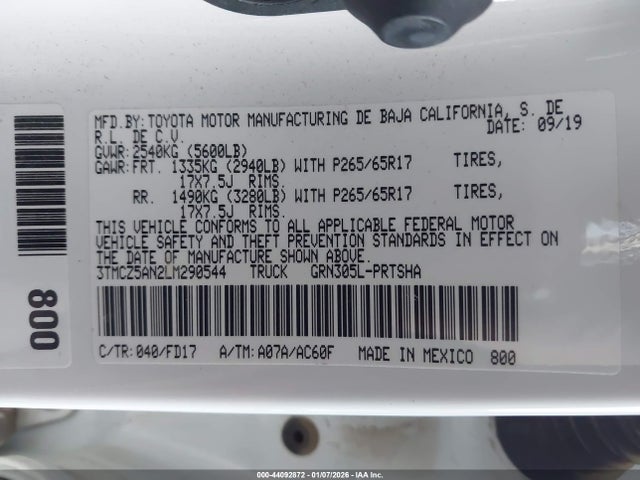 MFD.BY:TOYOTA MOTOR MANUFACTURING DE BAJA CALIFORNIA, S. DE
R.L. DE C.V.
DATE: 09/19
GVWR:2540KG (5600LB)
GAWR:FRT. 1335KG (2940LB) WITH P265/65R17 TIRES,
17X7.5J RIMS.
RR. 1490KG (3280LB) WITH P265/65R17 TIRES,
17X7.5J RIMS.
THIS VEHICLE CONFORMS TO ALL APPLICABLE FEDERAL MOTOR
VEHICLE SAFETY AND THEFT PREVENTION STANDARDS IN EFFECT ON
THE DATE OF MANUFACTURE SHOWN ABOVE.
3TMCZ5AN2LM290544 TRUCK GRN305L-PRTSHA
C/TR:040/FD17 A/TM:A07A/AC60F MADE IN MEXICO 800
800
000-44092872 - 01/07/2026 - IAA Inc.